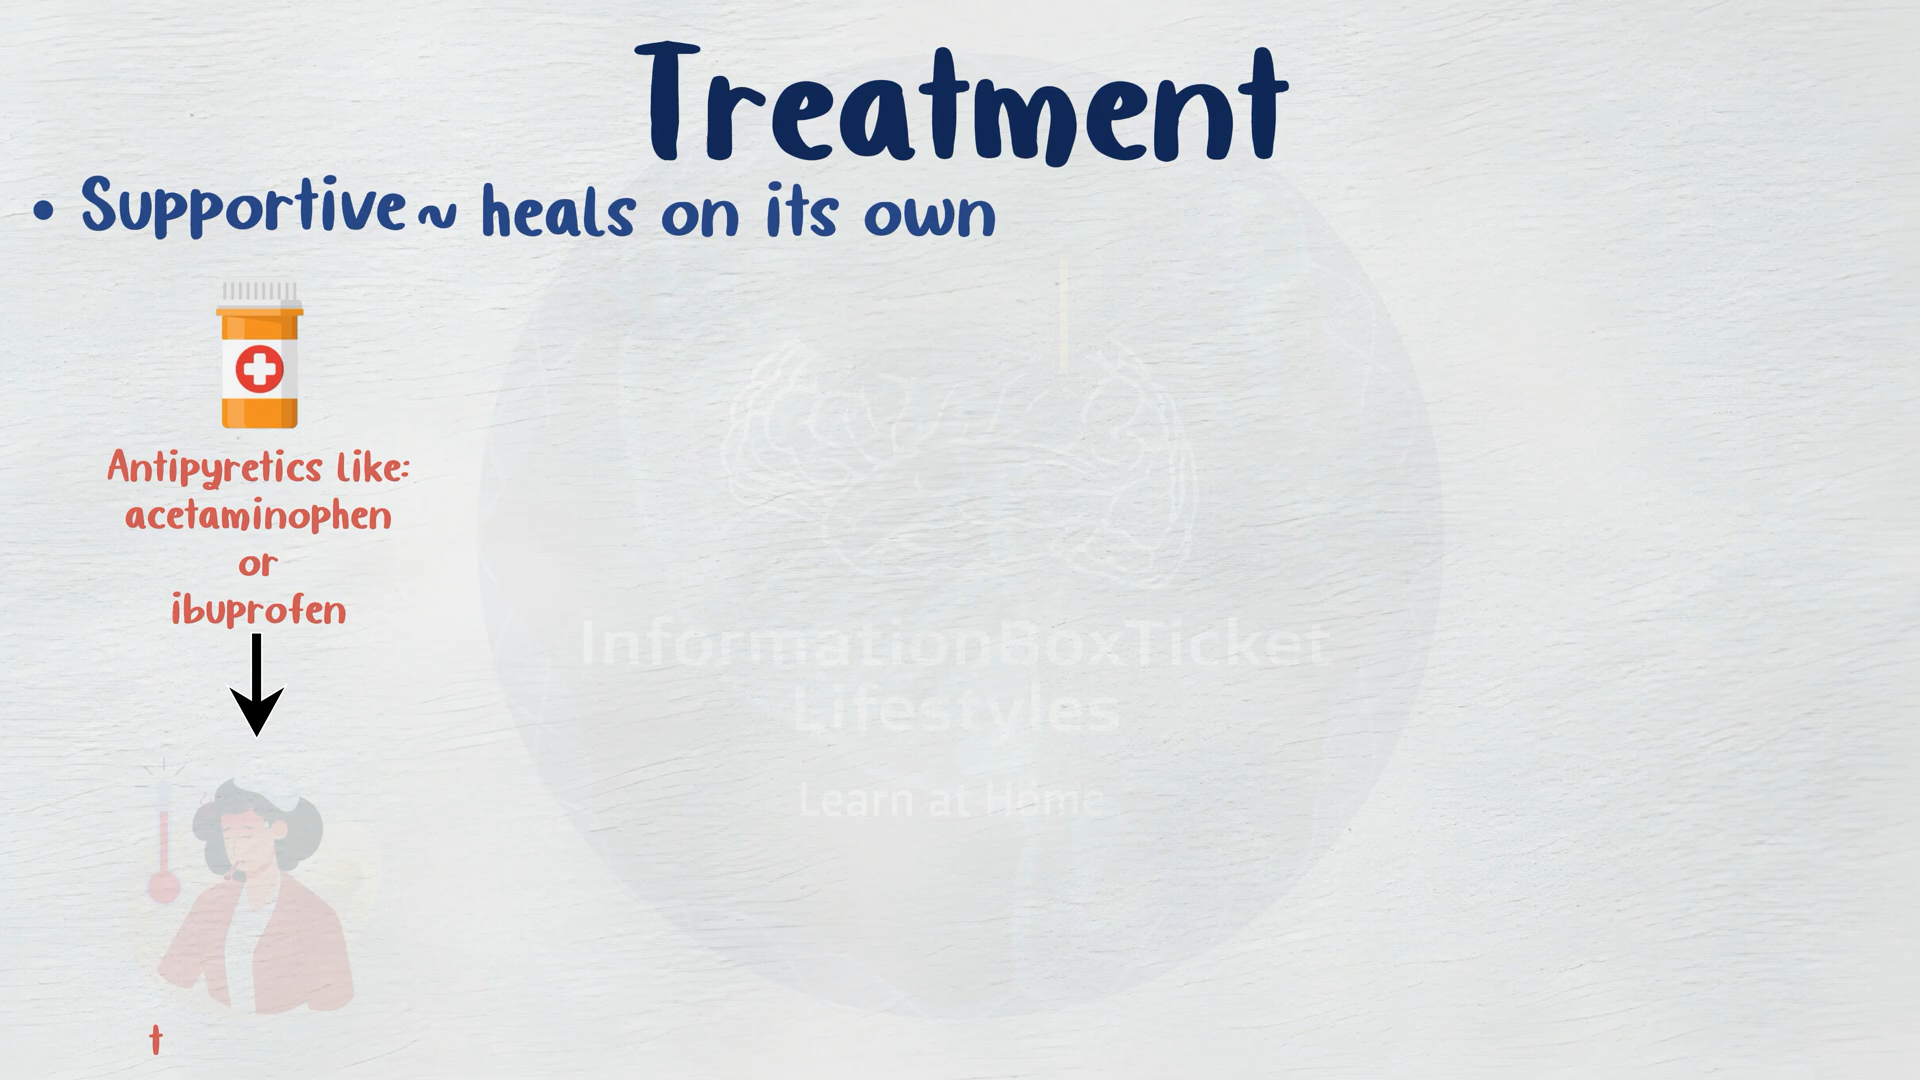 Treatment
• Supportive ~ heals on its own
Antipyretics like:
acetaminophen
or
ibuprofen
InformationBoxTicket
Lifestyles
Learn at Home
t